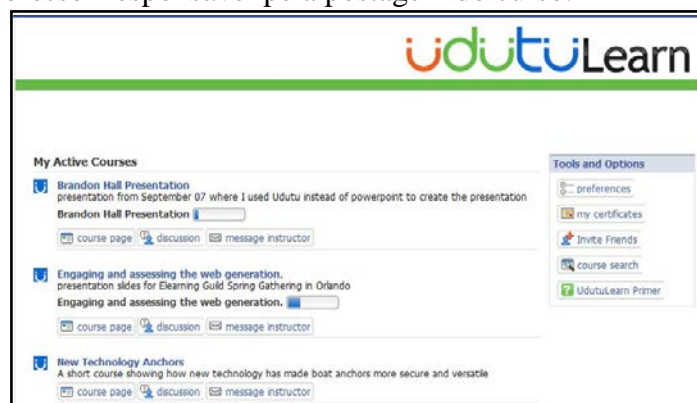 udutuLearn
My Active Courses
Brandon Hall Presentation
presentation from September 07 where I used Udutu instead of powerpoint to create the presentation
Brandon Hall Presentation
course page discussion message instructor
Engaging and assessing the web generation.
presentation slides for Elearning Guild Spring Gathering in Orlando
Engaging and assessing the web generation.
course page discussion message instructor
New Technology Anchors
A short course showing how new technology has made boat anchors more secure and versatile
course page discussion message instructor
Tools and Options
preferences
my certificates
Invite Friends
course search
UdutuLearn Primer